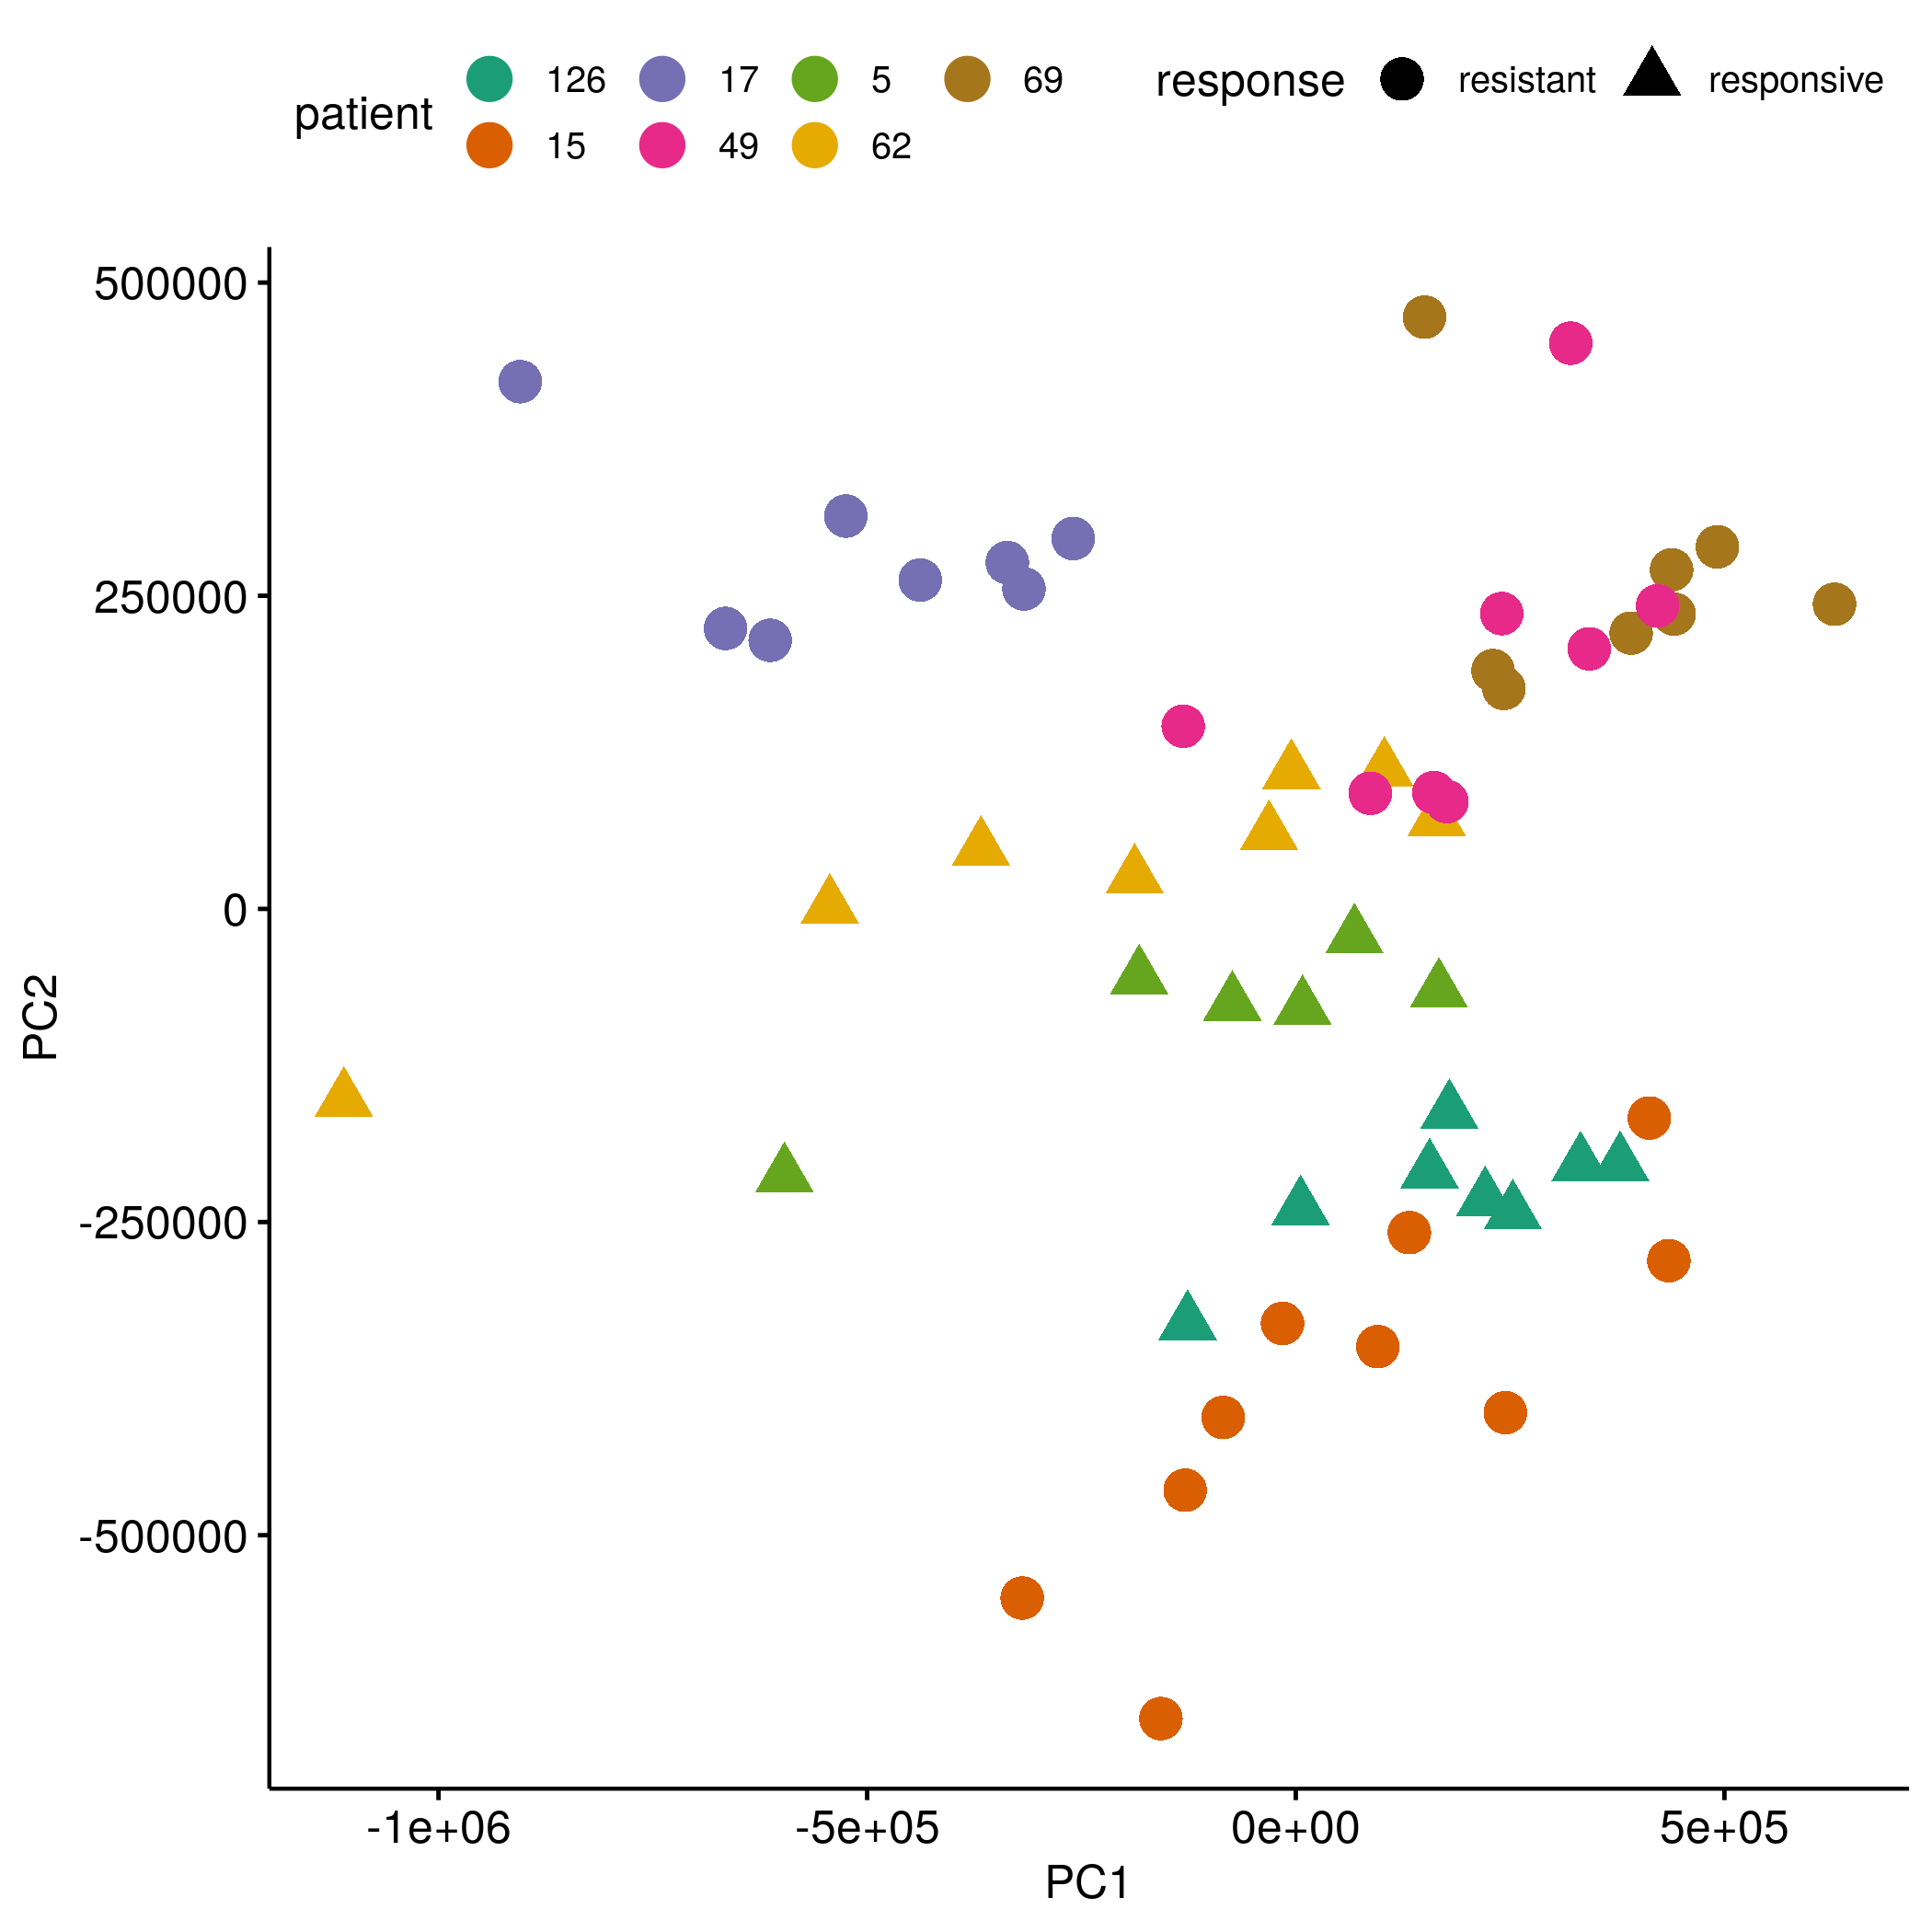 patient 126 17 5 69 response resistant responsive
15 49 62
500000
250000
0
-250000
-500000
PC2
-1e+06 -5e+05 0e+00 5e+05
PC1